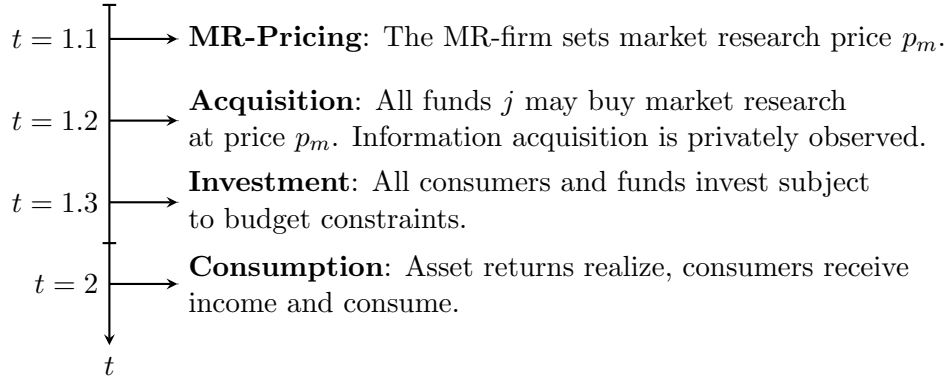 t = 1.1 MR-Pricing: The MR-firm sets market research price pₘ.
t = 1.2 Acquisition: All funds j may buy market research
at price pₘ. Information acquisition is privately observed.
t = 1.3 Investment: All consumers and funds invest subject
to budget constraints.
t = 2 Consumption: Asset returns realize, consumers receive
income and consume.
t